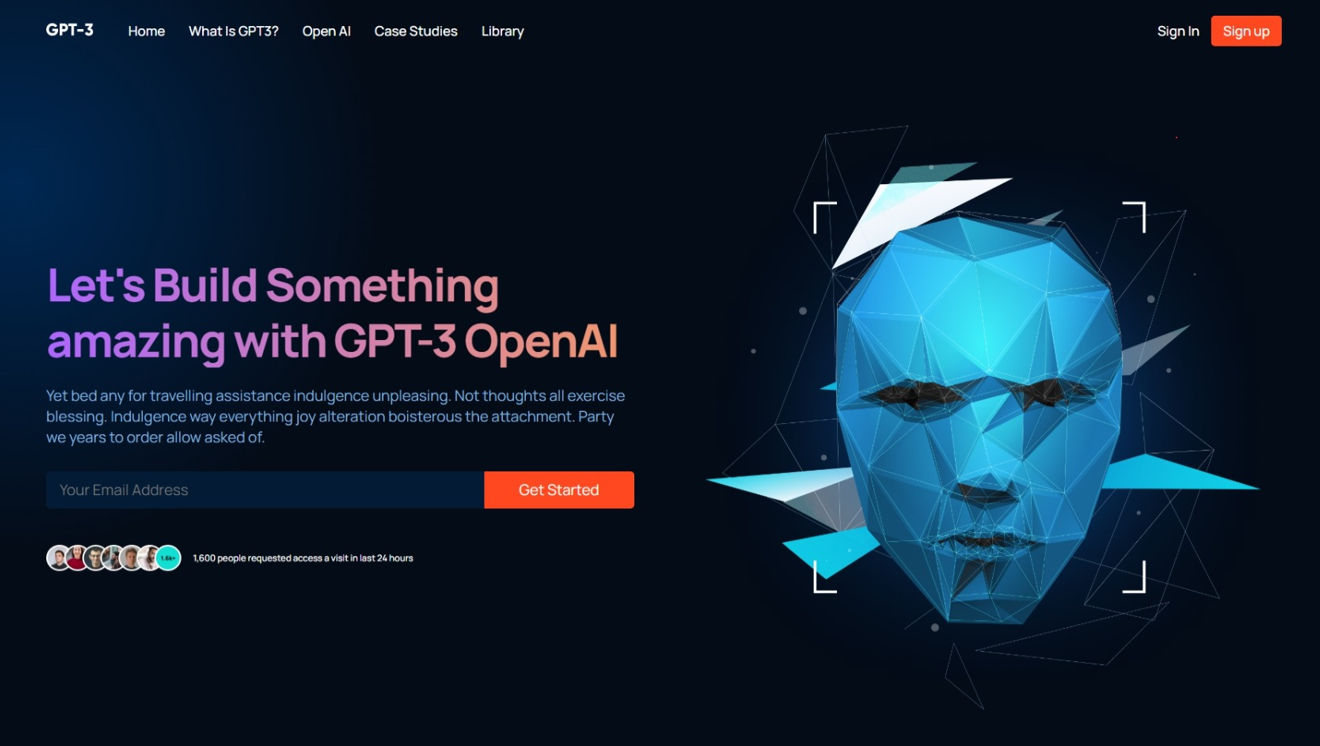 GPT-3
Home
What Is GPT3?
Open AI
Case Studies
Library
Sign In
Sign up
Let's Build Something
amazing with GPT-3 OpenAI
Yet bed any for travelling assistance indulgence unpleasing. Not thoughts all exercise
blessing. Indulgence way everything joy alteration boisterous the attachment. Party
we years to order allow asked of.
Your Email Address
Get Started
1.6k+
1,600 people requested access a visit in last 24 hours